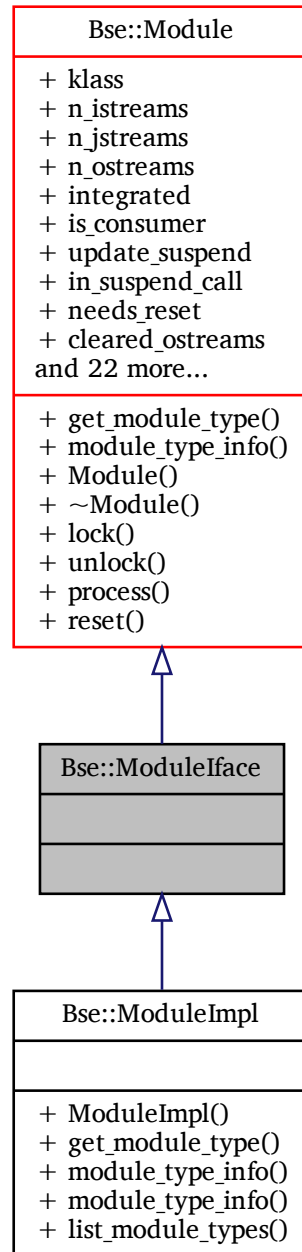 Bse::Module
+ klass
+ n_istreams
+ n_jstreams
+ n_ostreams
+ integrated
+ is_consumer
+ update_suspend
+ in_suspend_call
+ needs_reset
+ cleared_ostreams
and 22 more...
+ get_module_type()
+ module_type_info()
+ Module()
+ ~Module()
+ lock()
+ unlock()
+ process()
+ reset()
Bse::ModuleIface
Bse::ModuleImpl
+ ModuleImpl()
+ get_module_type()
+ module_type_info()
+ module_type_info()
+ list_module_types()